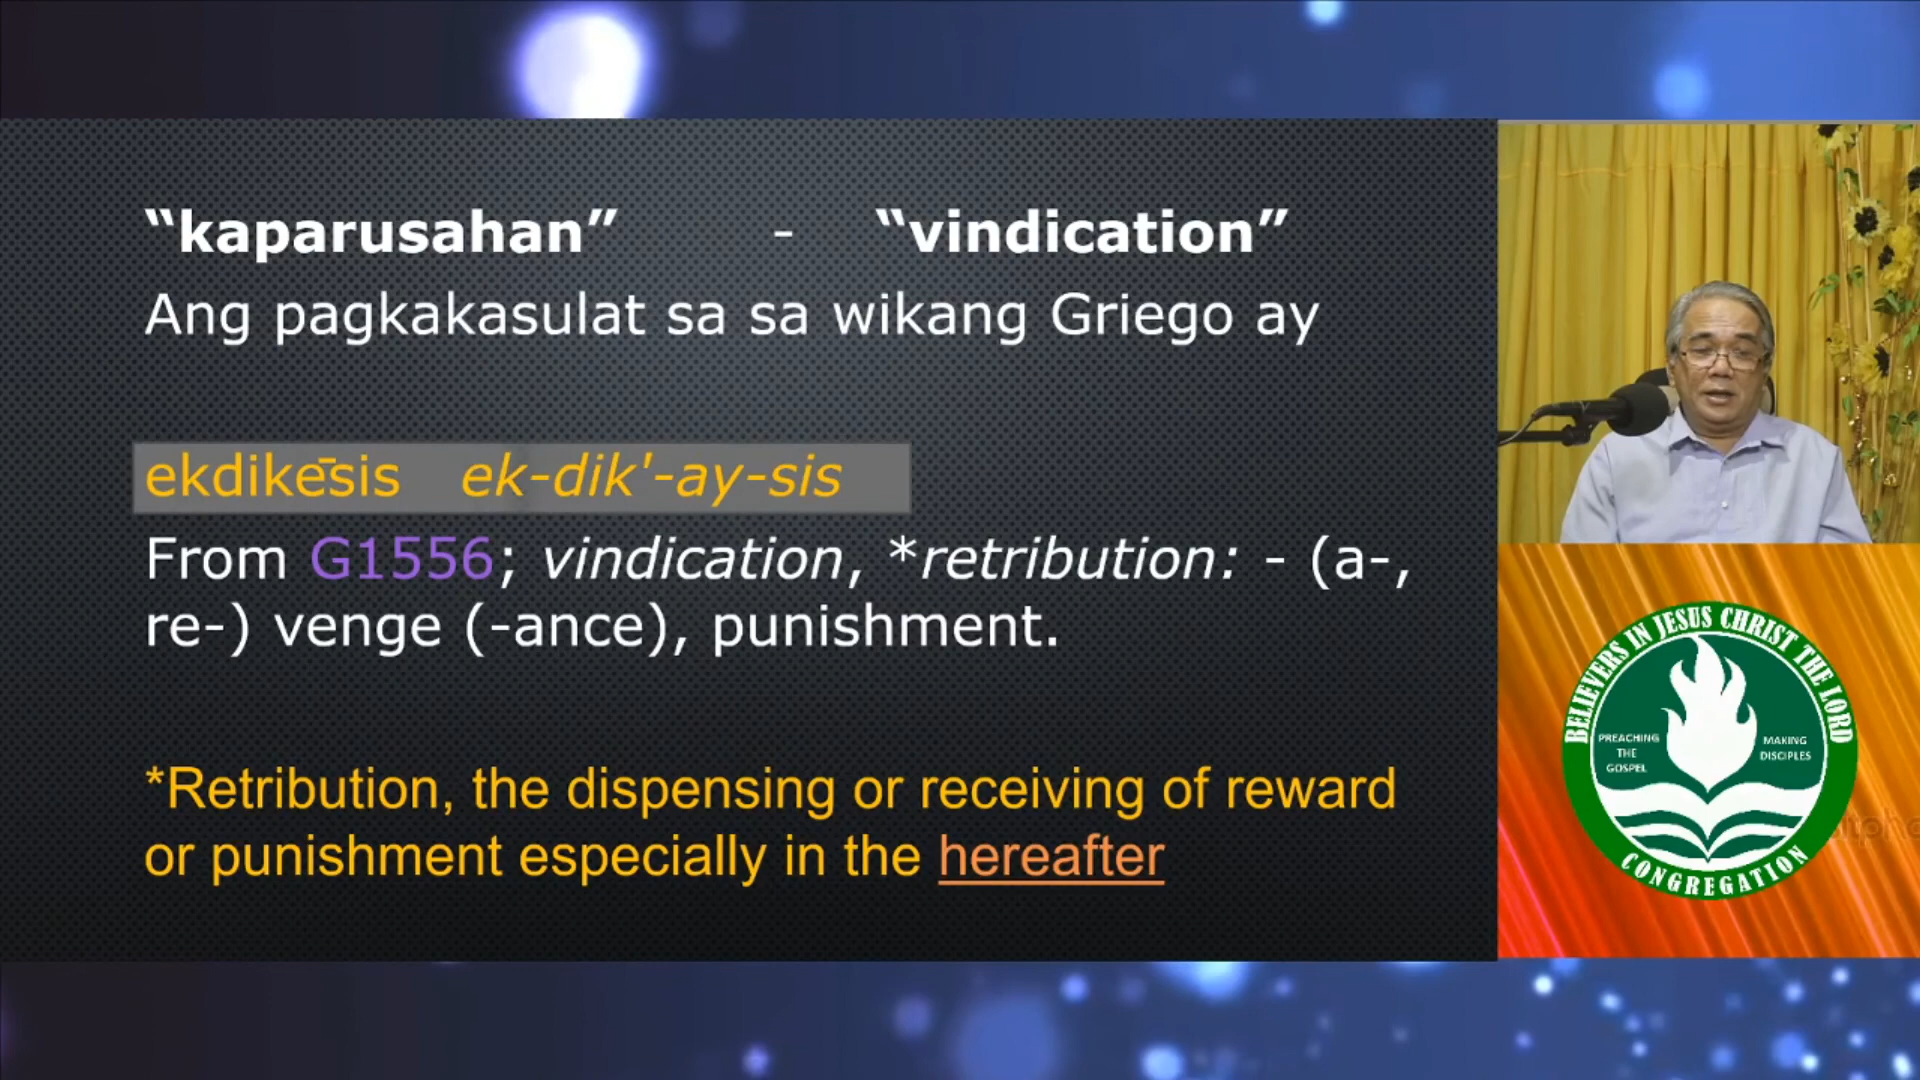 “kaparusahan” - “vindication”
Ang pagkakasulat sa sa wikang Griego ay
ekdikēsis ek-dik'-ay-sis
From G1556; vindication, *retribution: - (a-,
re-) venge (-ance), punishment.
*Retribution, the dispensing or receiving of reward
or punishment especially in the hereafter
BELIEVERS IN JESUS CHRIST THE LORD
PREACHING
THE
GOSPEL
MAKING
DISCIPLES
CONGREGATION